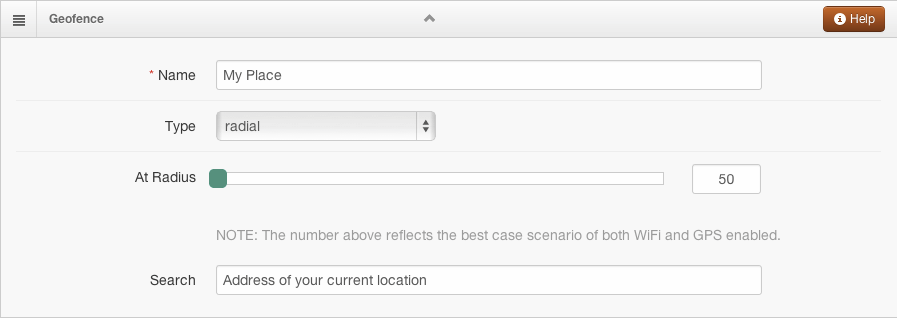 Geofence
Help
* Name
My Place
Type
radial
At Radius
50
NOTE: The number above reflects the best case scenario of both WiFi and GPS enabled.
Search
Address of your current location